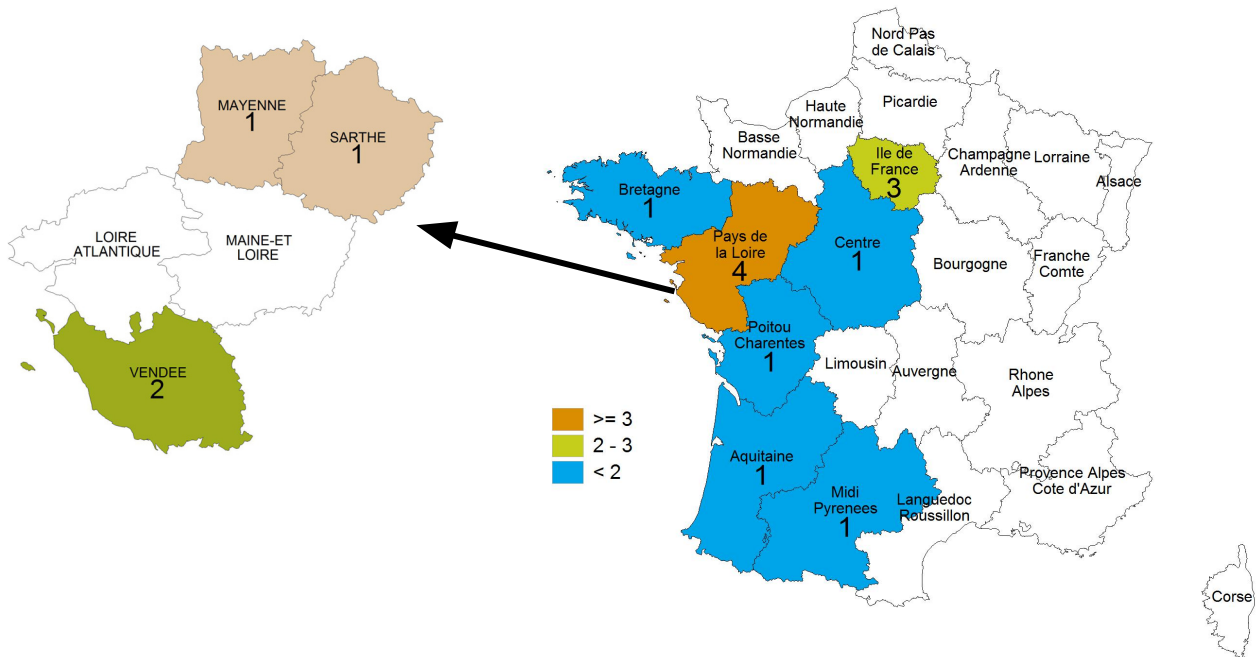 MAYENNE
1
SARTHE
1
LOIRE
ATLANTIQUE
MAINE-ET
LOIRE
VENDEE
2
Nord Pas
de Calais
Picardie
Haute
Normandie
Basse
Normandie
Ile de
France
3
Champagne
Ardenne
Lorraine
Alsace
Bretagne
1
Pays de
la Loire
4
Centre
1
Bourgogne
Franche
Comte
Poitou
Charentes
1
Limousin
Auvergne
Rhone
Alpes
>= 3
2 - 3
< 2
Aquitaine
1
Midi
Pyrenees
1
Languedoc
Roussillon
Provence Alpes
Cote d'Azur
Corse